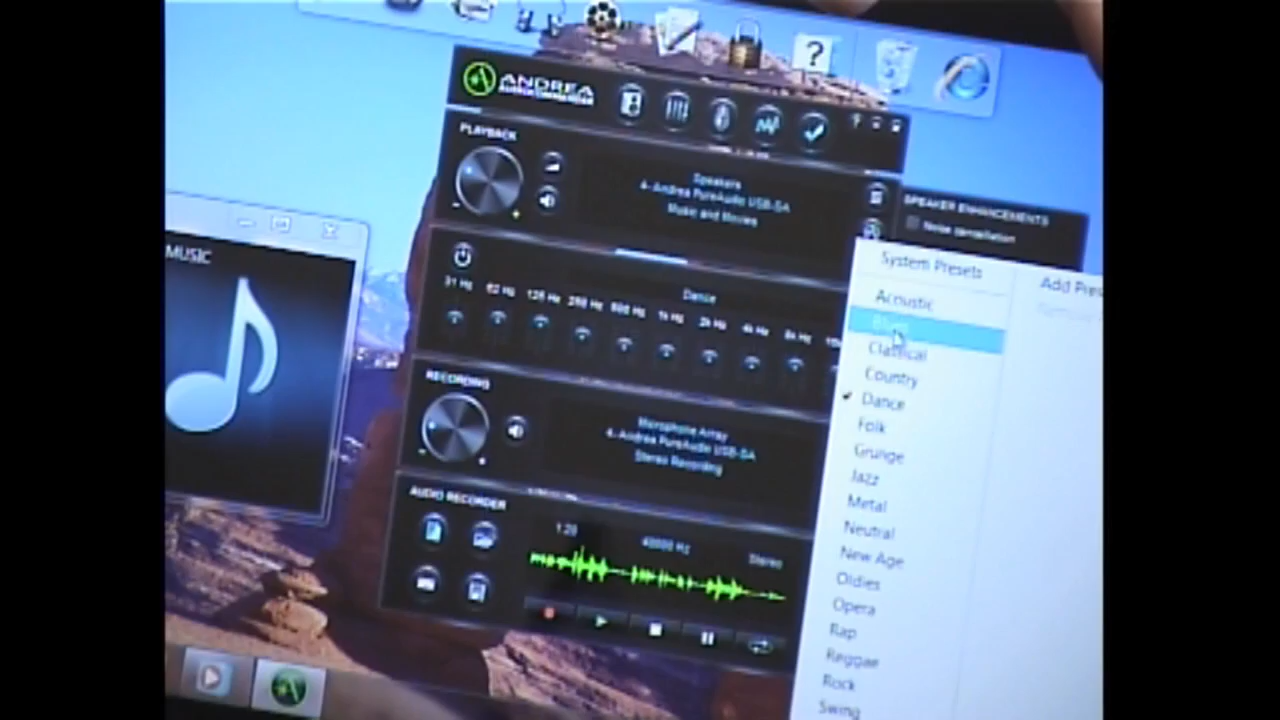 ANDREA
AUDIOCOMMANDER
PLAYBACK
Speakers
4- Andrea PureAudio USB-SA
Music and Movies
SPEAKER ENHANCEMENTS
Noise cancellation
MUSIC
Dance
31 Hz 62 Hz 125 Hz 250 Hz 500 Hz 1k Hz 2k Hz 4k Hz 8k Hz
RECORDING
Microphone Array
4- Andrea PureAudio USB-SA
Stereo Recording
AUDIO RECORDER
1:20
48000 Hz
Stereo
System Presets
Add Pres
Acoustic
Classical
Country
Dance
Folk
Grunge
Jazz
Metal
Neutral
New Age
Oldies
Opera
Rap
Reggae
Rock
Swing
?